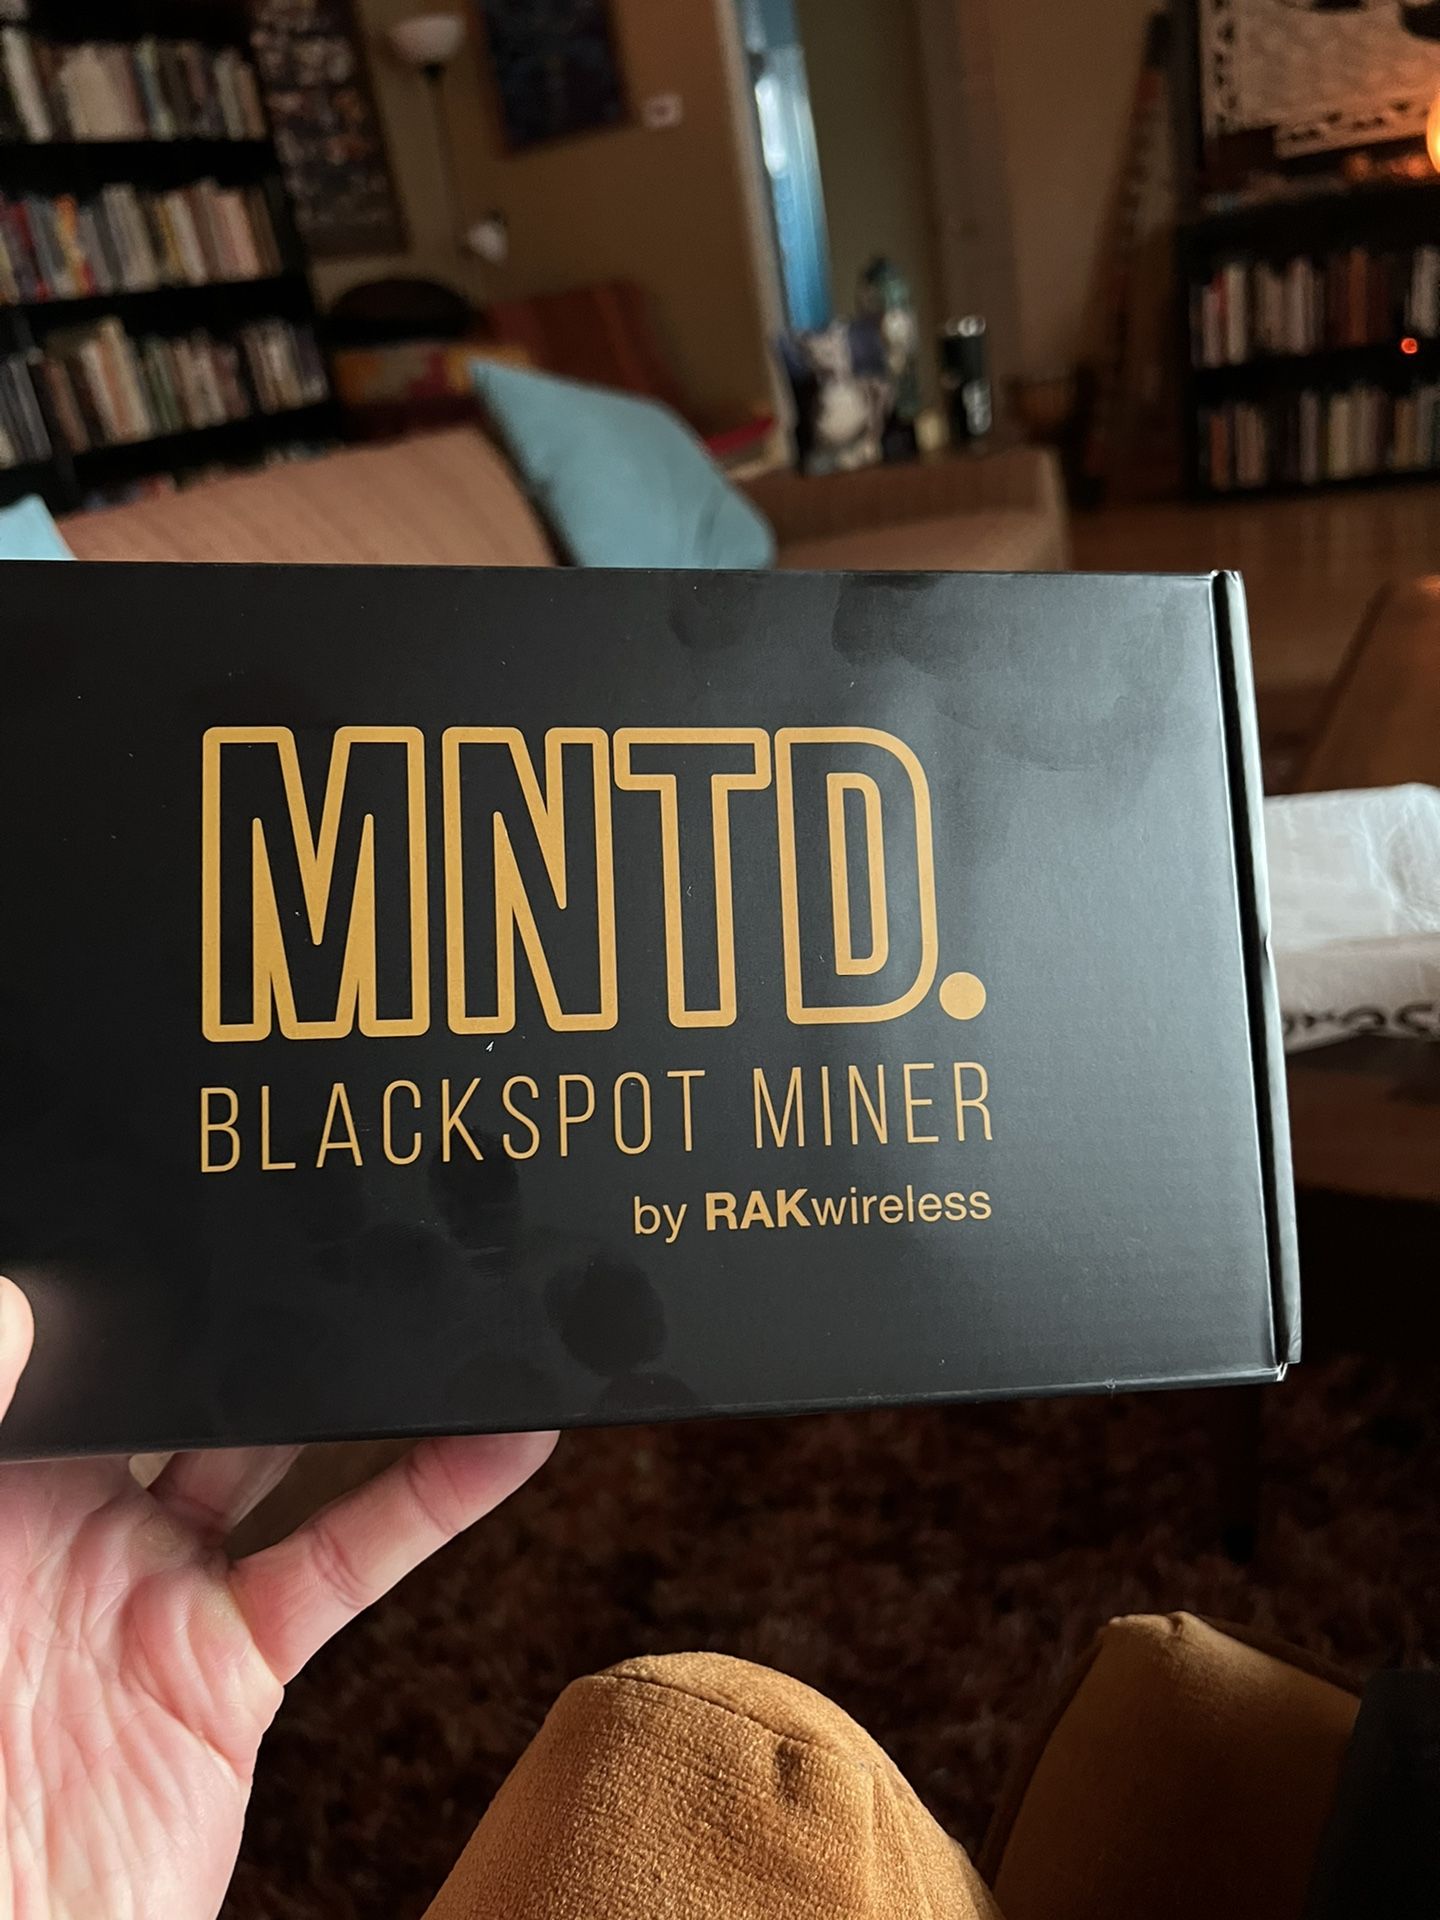 MNTD.
BLACKSPOT MINER
by RAKwireless